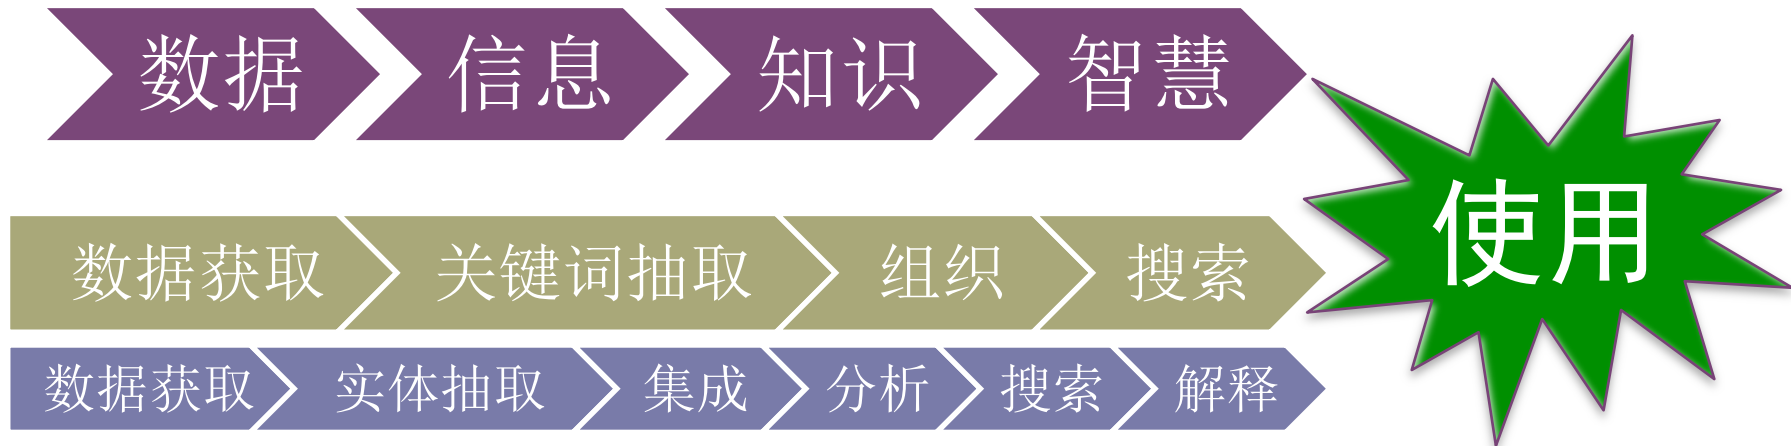 数据 信息 知识 智慧
使用
数据获取 关键词抽取 组织 搜索
数据获取 实体抽取 集成 分析 搜索 解释